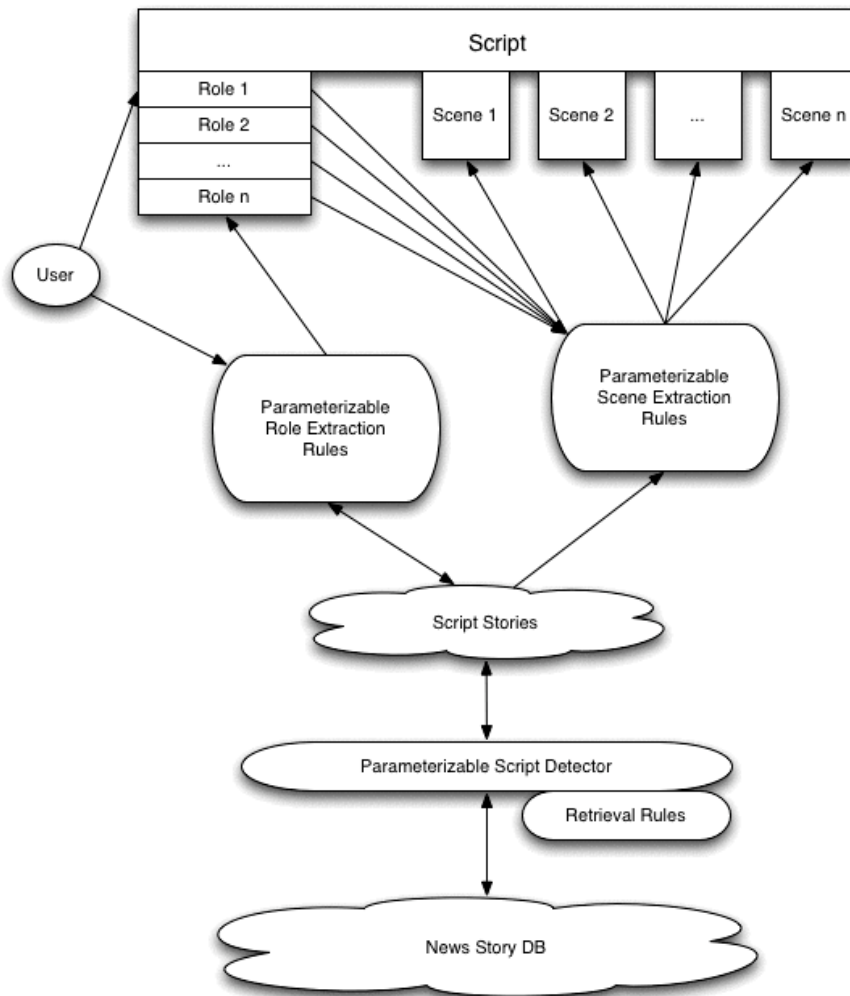 Script
Role 1
Role 2
...
Role n
Scene 1
Scene 2
...
Scene n
User
Parameterizable
Role Extraction
Rules
Parameterizable
Scene Extraction
Rules
Script Stories
Parameterizable Script Detector
Retrieval Rules
News Story DB